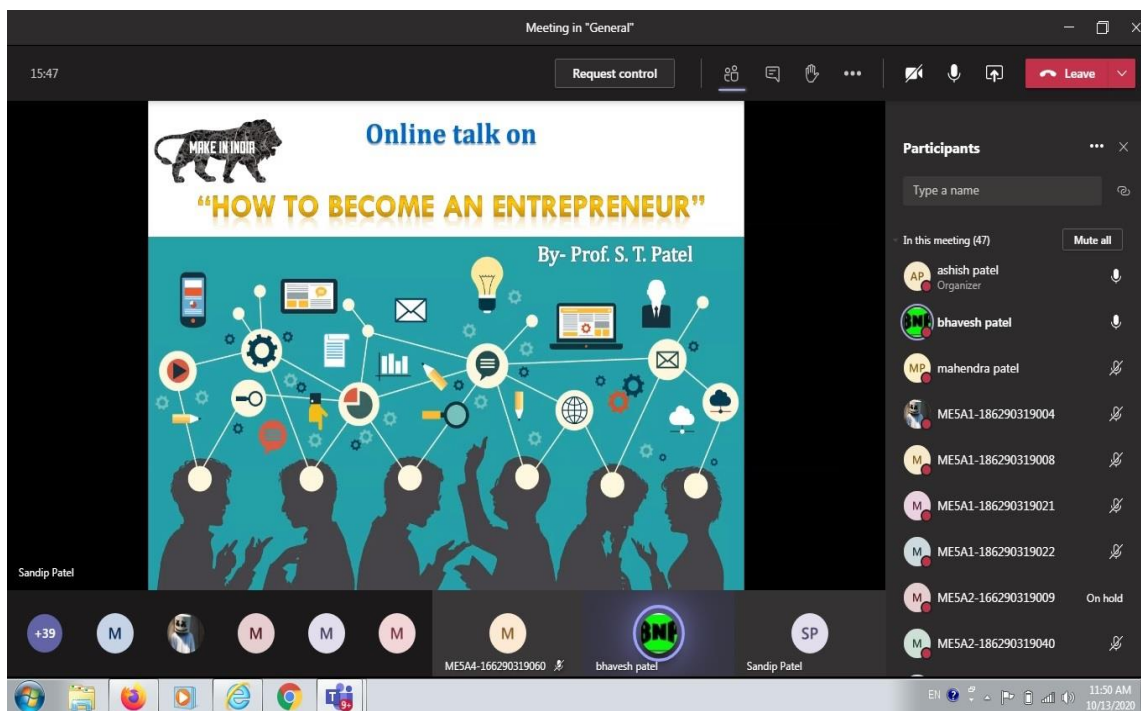 Meeting in "General"
15:47
Request control
Leave
MAKE IN INDIA
Online talk on
“HOW TO BECOME AN ENTREPRENEUR”
By- Prof. S. T. Patel
Sandip Patel
Participants
Type a name
In this meeting (47)
Mute all
AP
ashish patel
Organizer
BNP
bhavesh patel
MP
mahendra patel
ME5A1-186290319004
M
ME5A1-186290319008
M
ME5A1-186290319021
M
ME5A1-186290319022
M
ME5A2-166290319009
On hold
M
ME5A2-186290319040
+39
M
M
M
M
M
ME5A4-166290319060
BNP
bhavesh patel
SP
Sandip Patel
9+
EN
11:50 AM
10/13/2020